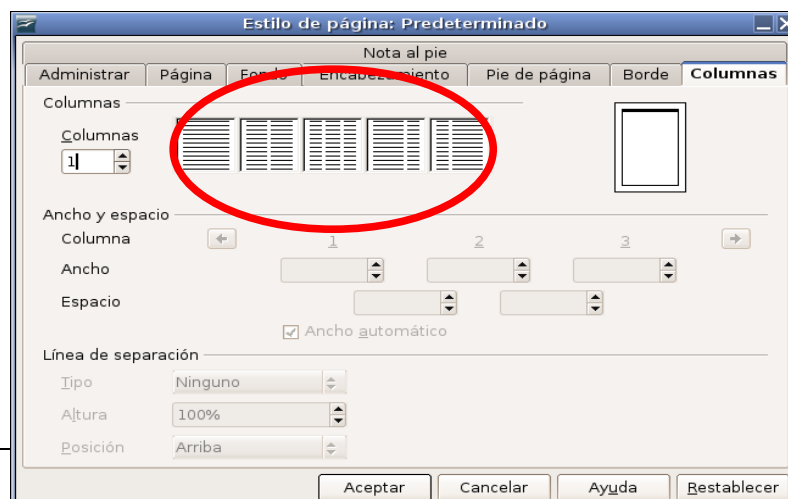 Estilo de página: Predeterminado
Nota al pie
Administrar Página Fondo Encabezamiento Pie de página Borde Columnas
Columnas
Columnas
1
Ancho y espacio
Columna 1 2 3
Ancho
Espacio
Ancho automático
Línea de separación
Tipo Ninguno
Altura 100%
Posición Arriba
Aceptar Cancelar Ayuda Restablecer